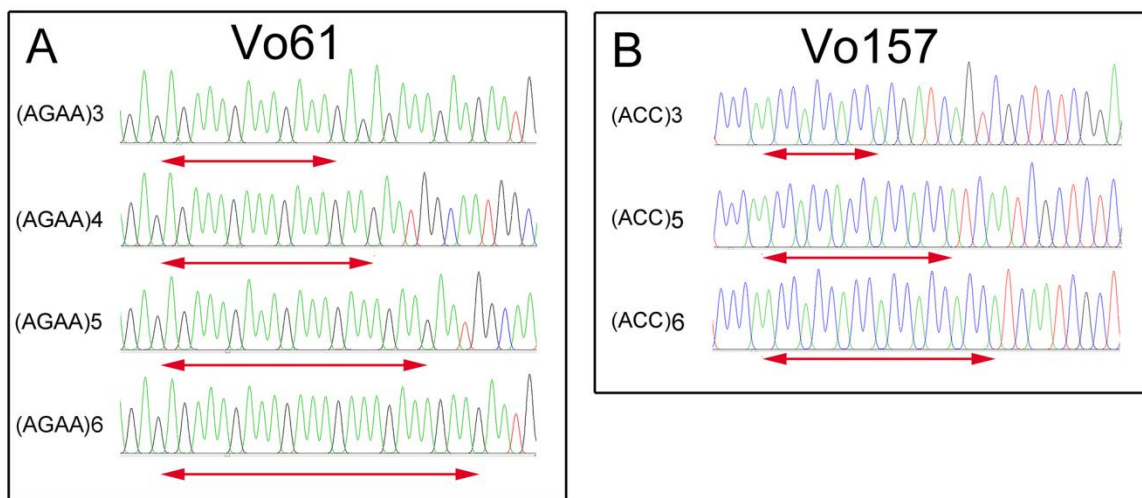 A Vo61
(AGAA)3
(AGAA)4
(AGAA)5
(AGAA)6
B Vo157
(ACC)3
(ACC)5
(ACC)6